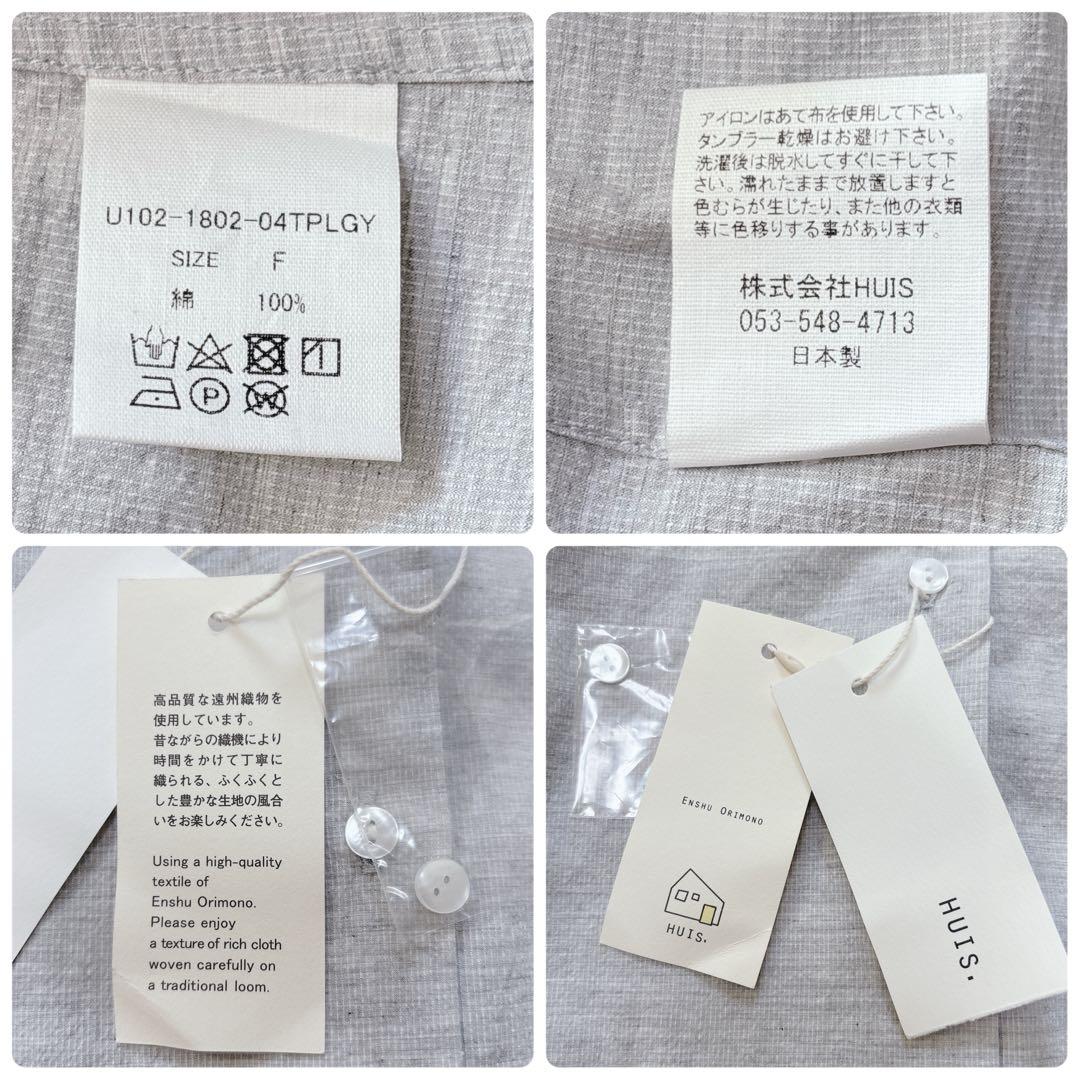 U102-1802-04TPLGY
SIZE F
綿 100%
P
W
アイロンはあて布を使用して下さい。
タンブラー乾燥はお避け下さい。
洗濯後は脱水してすぐに干して下
さい。濡れたままで放置しますと
色むらが生じたり、また他の衣類
等に色移りする事があります。
株式会社HUIS
053-548-4713
日本製
高品質な遠州織物を
使用しています。
昔ながらの織機により
時間をかけて丁寧に
織られる、ふくふくと
した豊かな生地の風合
いをお楽しみください。
Using a high-quality
textile of
Enshu Orimono.
Please enjoy
a texture of rich cloth
woven carefully on
a traditional loom.
ENSHU ORIMONO
HUIS.
HUIS.